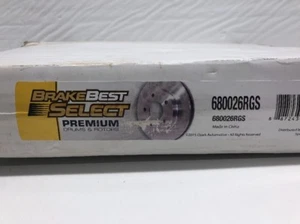 BRAKEBEST
SELECT
PREMIUM
DRUMS & ROTORS
680026RGS
680026RGS
Made in China